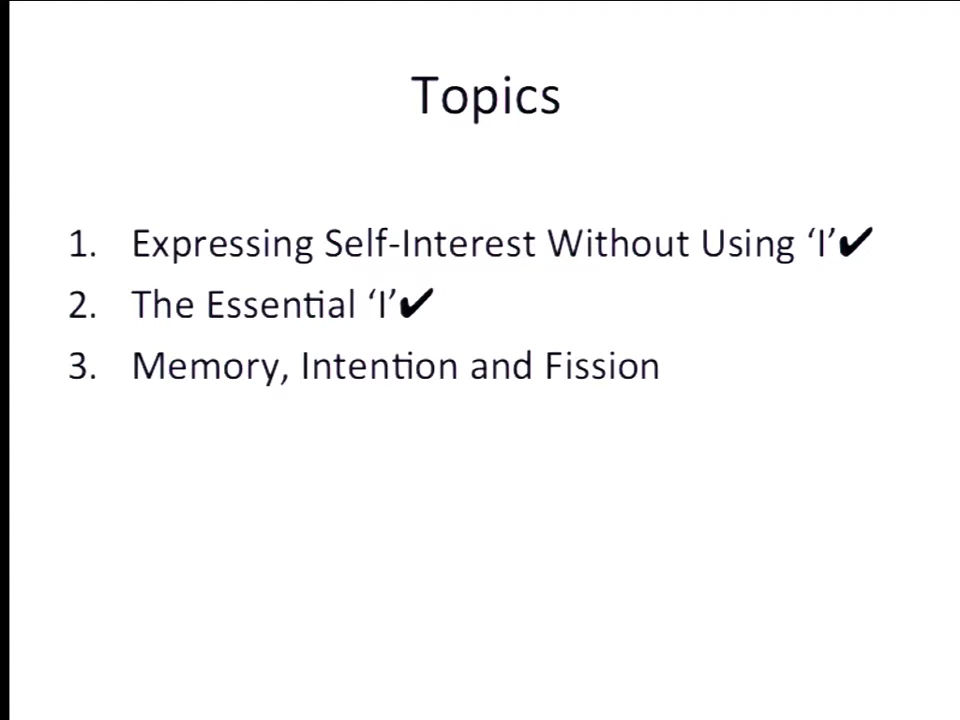 Topics
1. Expressing Self-Interest Without Using ‘I’✔
2. The Essential ‘I’✔
3. Memory, Intention and Fission